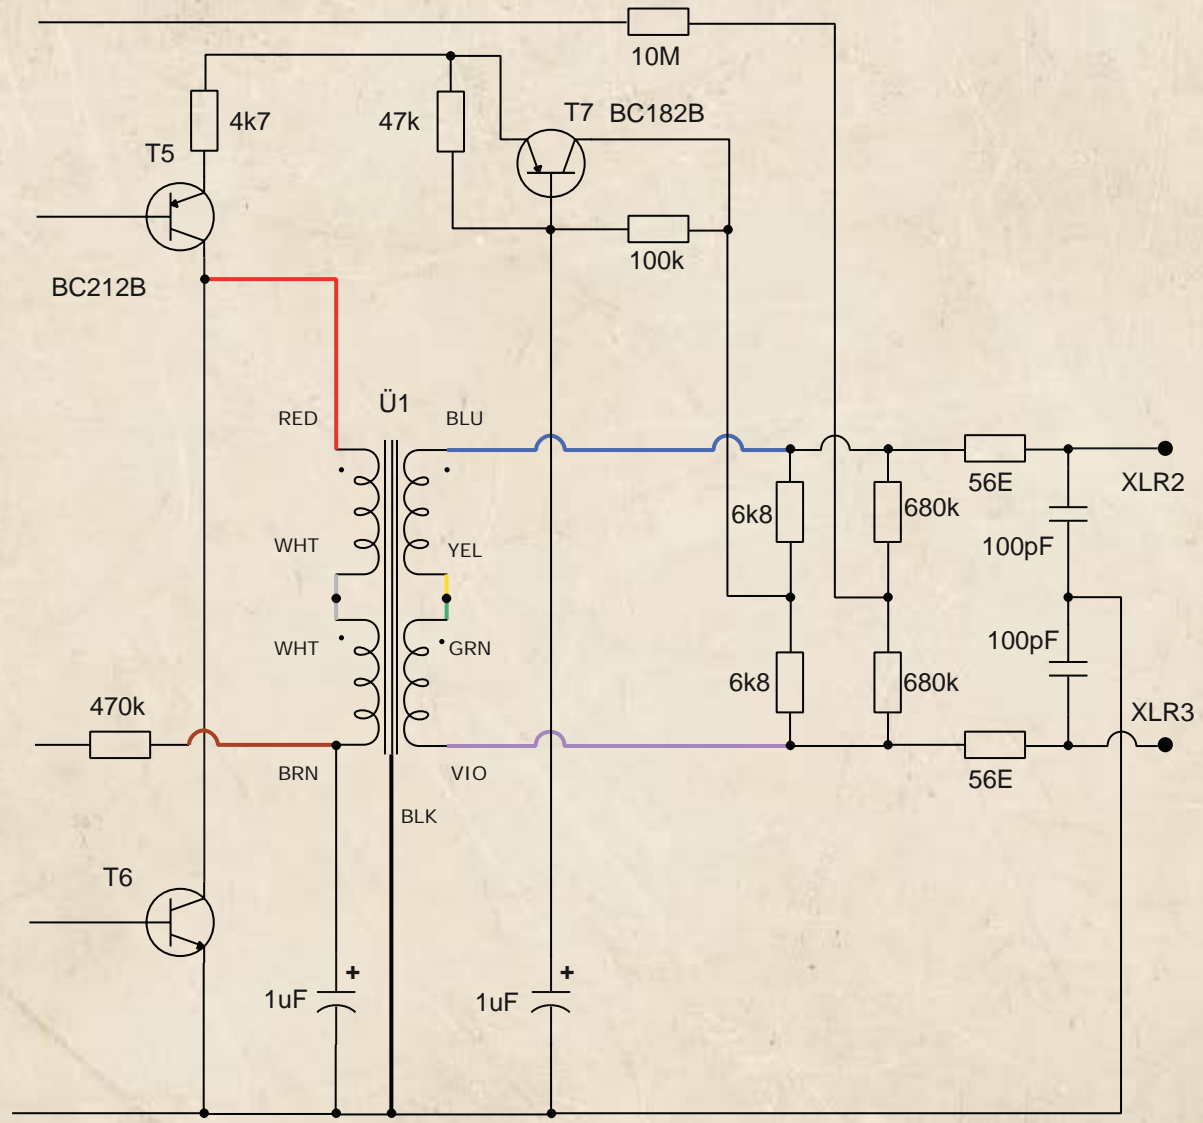 10M
4k7
47k
T7 BC182B
T5
100k
BC212B
Ü1
RED
BLU
56E
XLR2
6k8
680k
WHT
YEL
100pF
WHT
GRN
100pF
6k8
680k
470k
XLR3
BRN
VIO
56E
BLK
T6
+
+
1uF
1uF